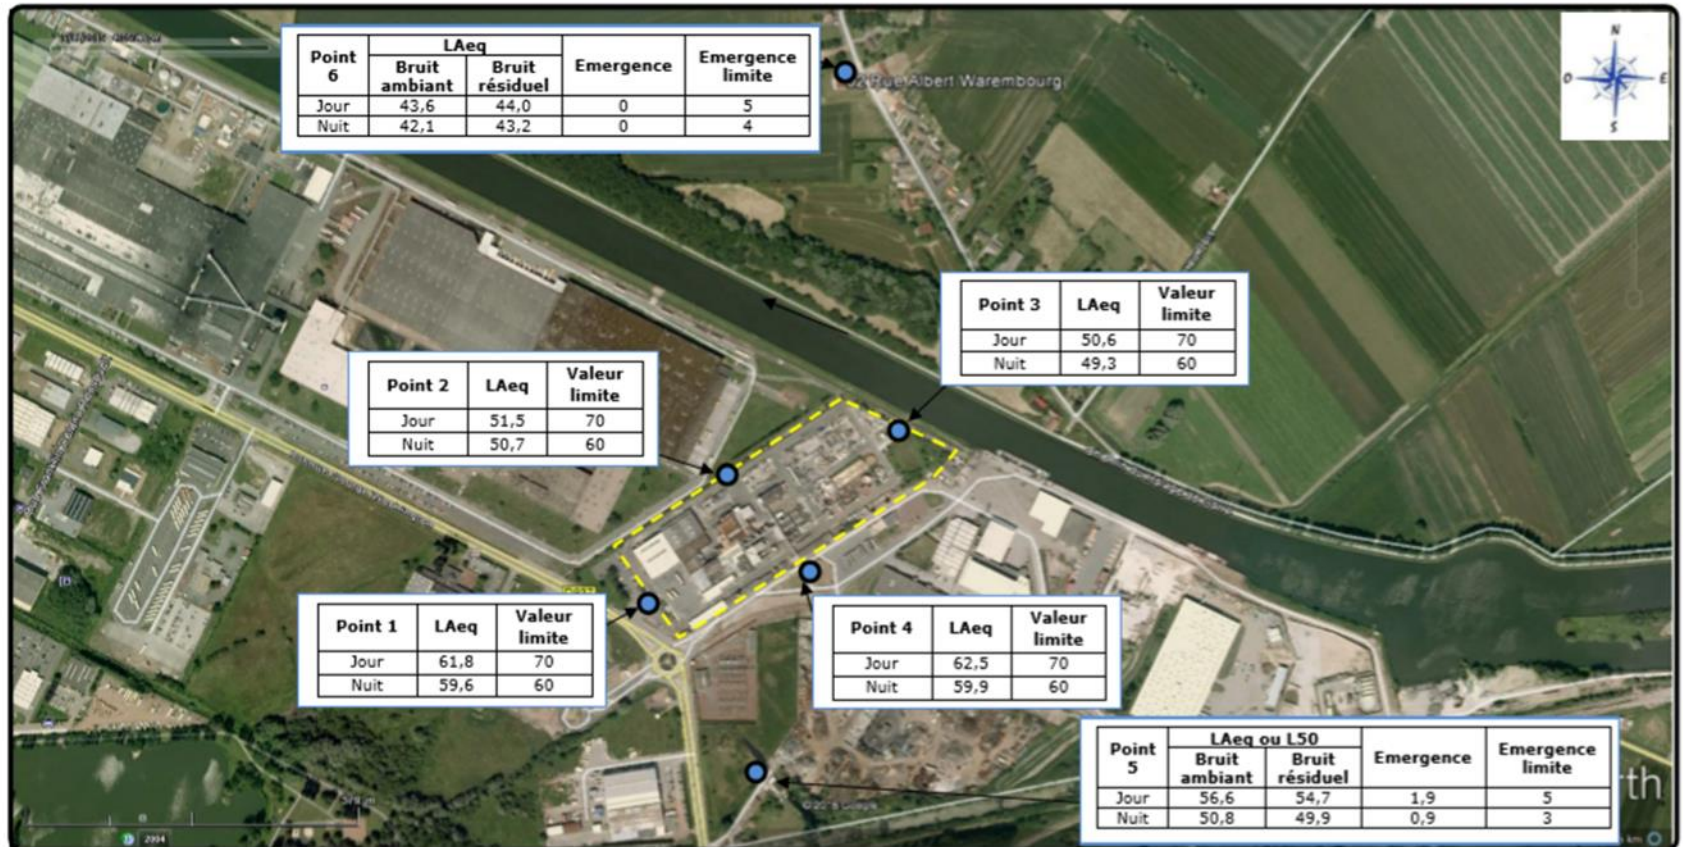 Point 6 | LAeq | Emergence | Emergence limite
Bruit ambiant | Bruit résiduel
Jour | 43,6 | 44,0 | 0 | 5
Nuit | 42,1 | 43,2 | 0 | 4
Rue Albert Warembourg
N
O E
S
Point 3 | LAeq | Valeur limite
Jour | 50,6 | 70
Nuit | 49,3 | 60
Point 2 | LAeq | Valeur limite
Jour | 51,5 | 70
Nuit | 50,7 | 60
Point 1 | LAeq | Valeur limite
Jour | 61,8 | 70
Nuit | 59,6 | 60
Point 4 | LAeq | Valeur limite
Jour | 62,5 | 70
Nuit | 59,9 | 60
Point 5 | LAeq ou L50 | Emergence | Emergence limite
Bruit ambiant | Bruit résiduel
Jour | 56,6 | 54,7 | 1,9 | 5
Nuit | 50,8 | 49,9 | 0,9 | 3
rth
2004